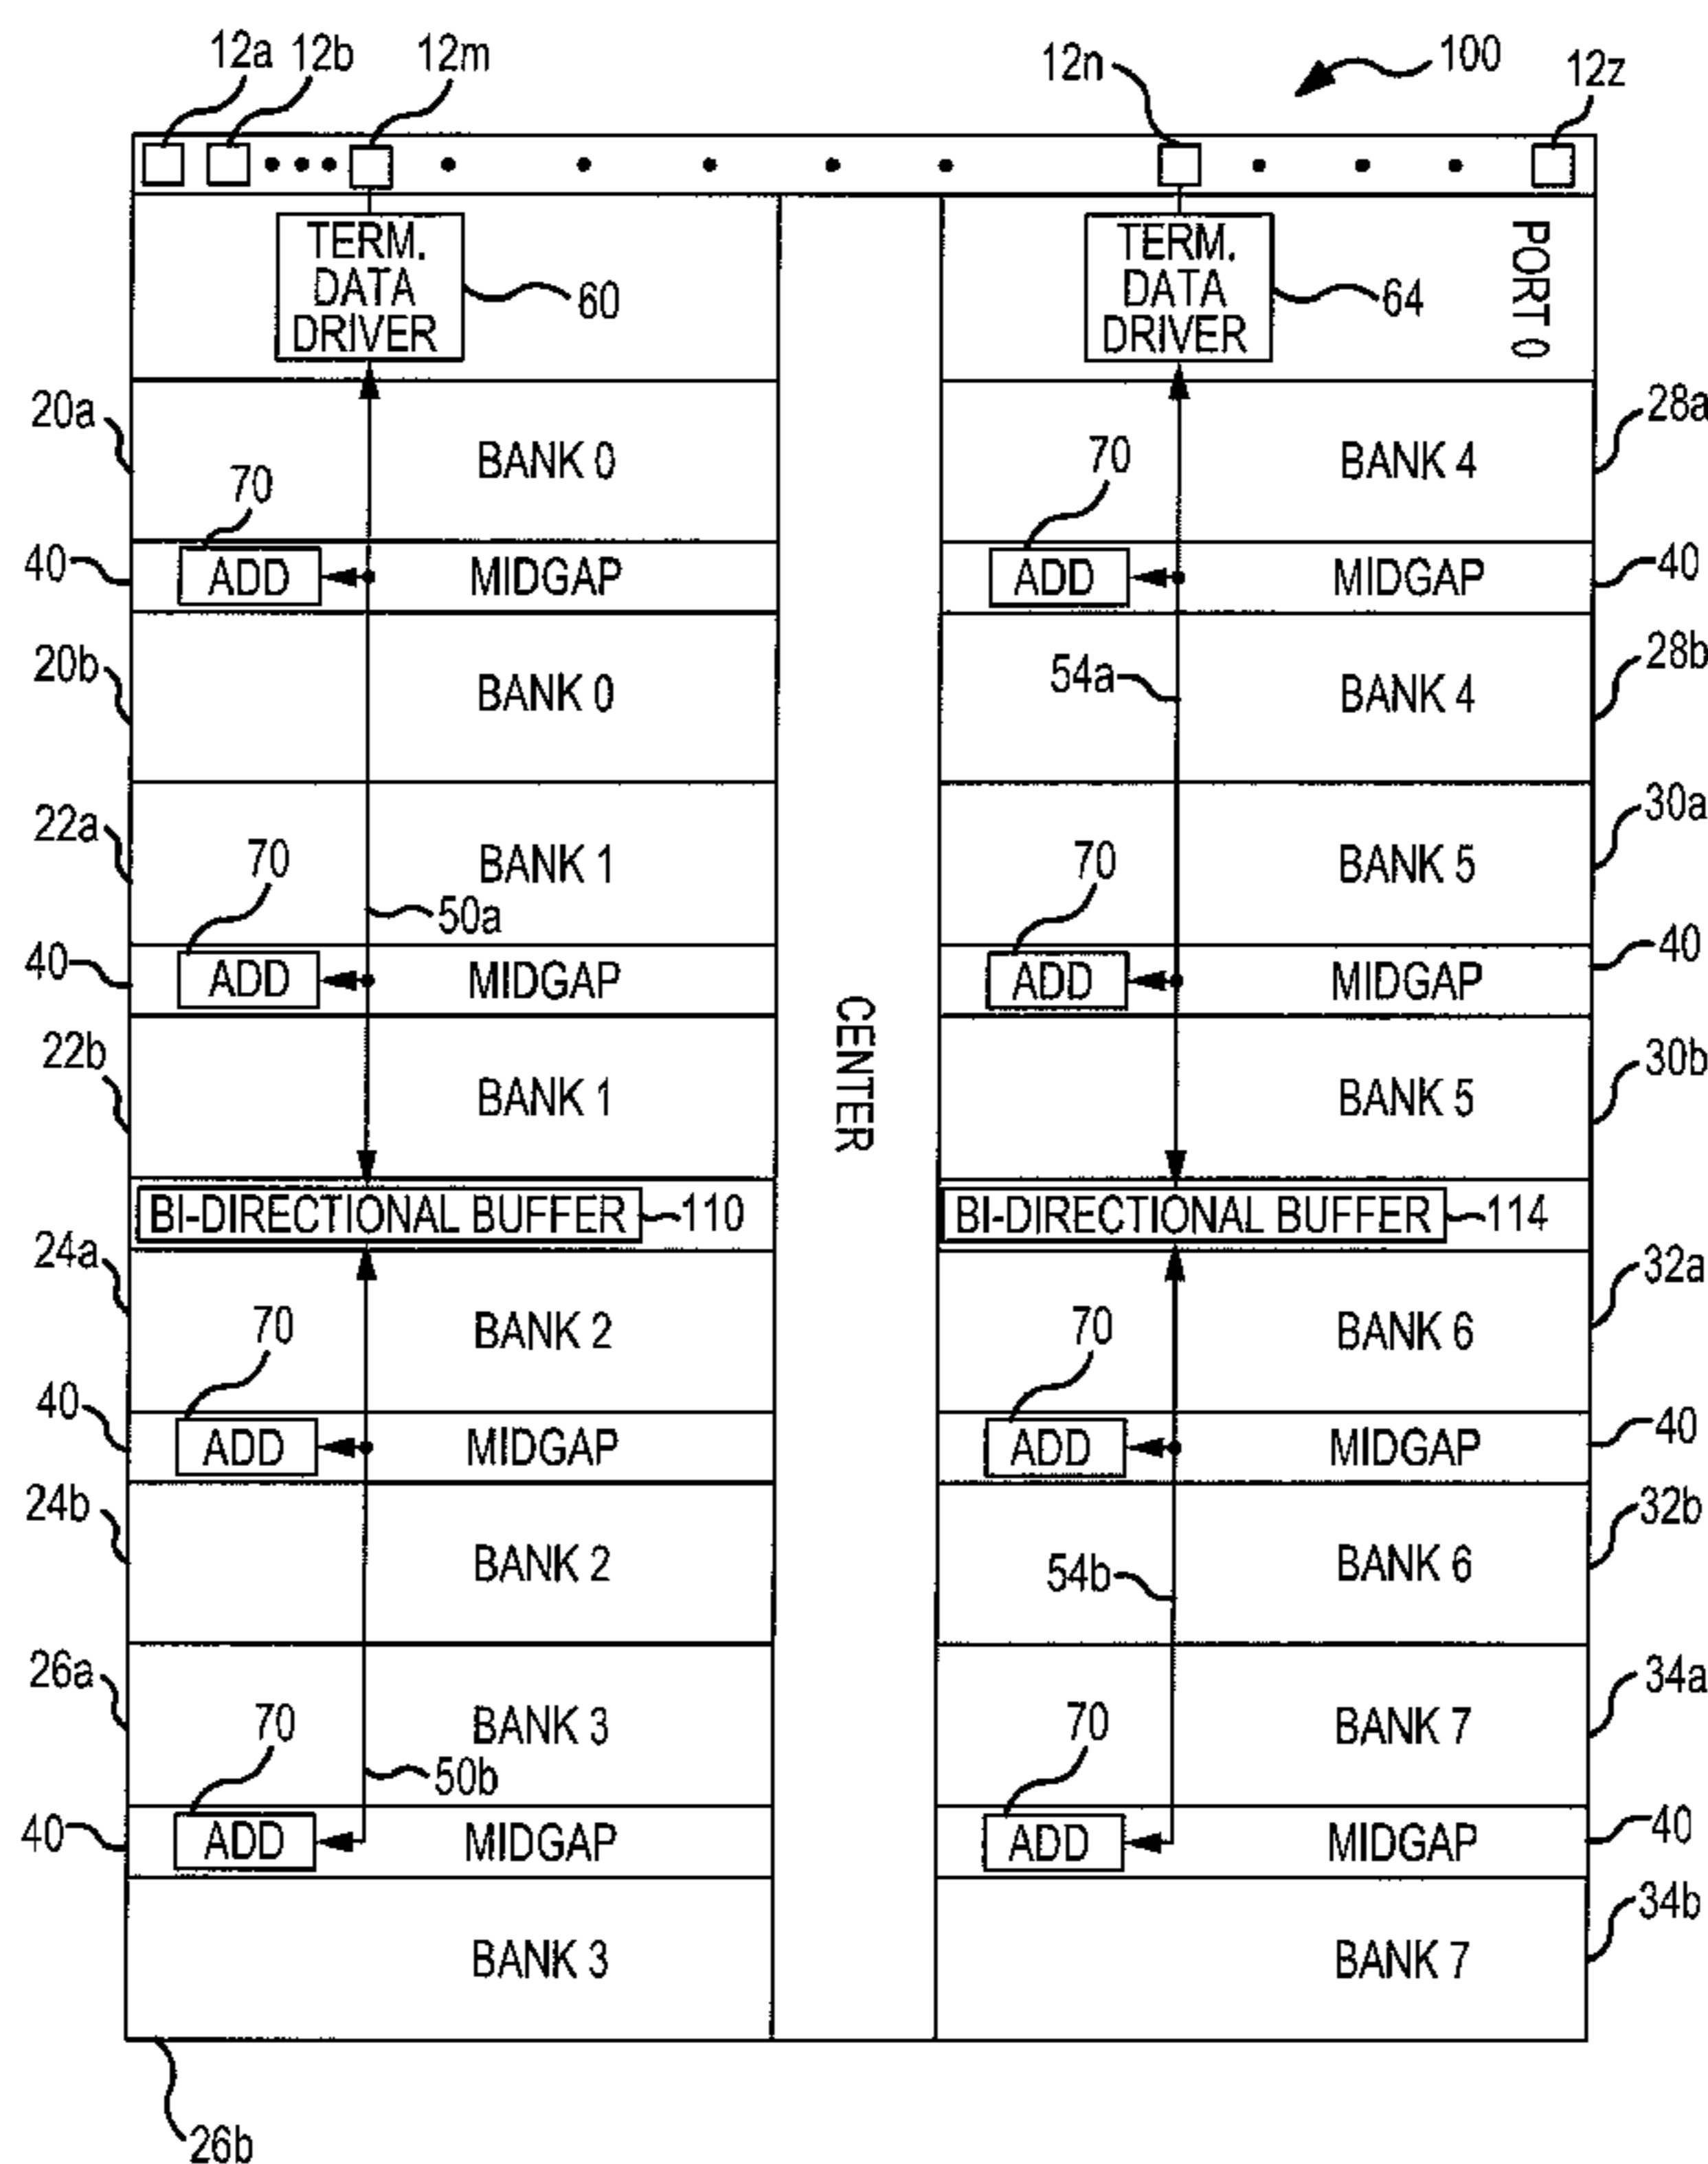 12a 12b 12m 12n 100 12z
TERM.
DATA
DRIVER
60
TERM.
DATA
DRIVER
64
PORT 0
20a BANK 0 BANK 4 28a
70 70
40 ADD MIDGAP ADD MIDGAP 40
20b BANK 0 54a BANK 4 28b
22a BANK 1 BANK 5 30a
70 50a 70
40 ADD MIDGAP ADD MIDGAP 40
CENTER
22b BANK 1 BANK 5 30b
BI-DIRECTIONAL BUFFER 110 BI-DIRECTIONAL BUFFER 114
24a BANK 2 BANK 6 32a
70 70
40 ADD MIDGAP ADD MIDGAP 40
24b BANK 2 54b BANK 6 32b
26a BANK 3 BANK 7 34a
70 50b 70
40 ADD MIDGAP ADD MIDGAP 40
BANK 3 BANK 7 34b
26b